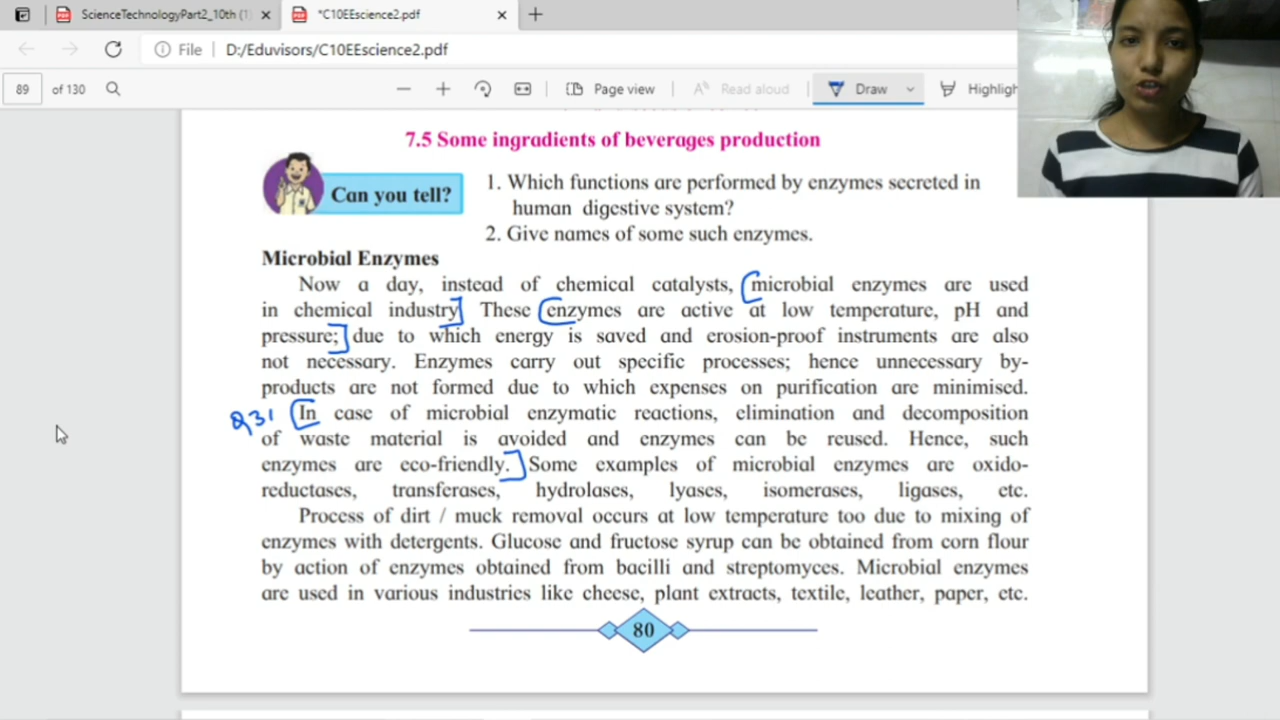 ScienceTechnologyPart2_10th (1)
*C10EEscience2.pdf
File D:/Eduvisors/C10EEscience2.pdf
89 of 130 Page view Read aloud Draw Highligh
7.5 Some ingredients of beverages production
Can you tell?
1. Which functions are performed by enzymes secreted in
human digestive system?
2. Give names of some such enzymes.
Microbial Enzymes
Now a day, instead of chemical catalysts, microbial enzymes are used
in chemical industry. These enzymes are active at low temperature, pH and
pressure; due to which energy is saved and erosion-proof instruments are also
not necessary. Enzymes carry out specific processes; hence unnecessary by-
products are not formed due to which expenses on purification are minimised.
Q31 In case of microbial enzymatic reactions, elimination and decomposition
of waste material is avoided and enzymes can be reused. Hence, such
enzymes are eco-friendly. Some examples of microbial enzymes are oxido-
reductases, transferases, hydrolases, lyases, isomerases, ligases, etc.
Process of dirt / muck removal occurs at low temperature too due to mixing of
enzymes with detergents. Glucose and fructose syrup can be obtained from corn flour
by action of enzymes obtained from bacilli and streptomyces. Microbial enzymes
are used in various industries like cheese, plant extracts, textile, leather, paper, etc.
80